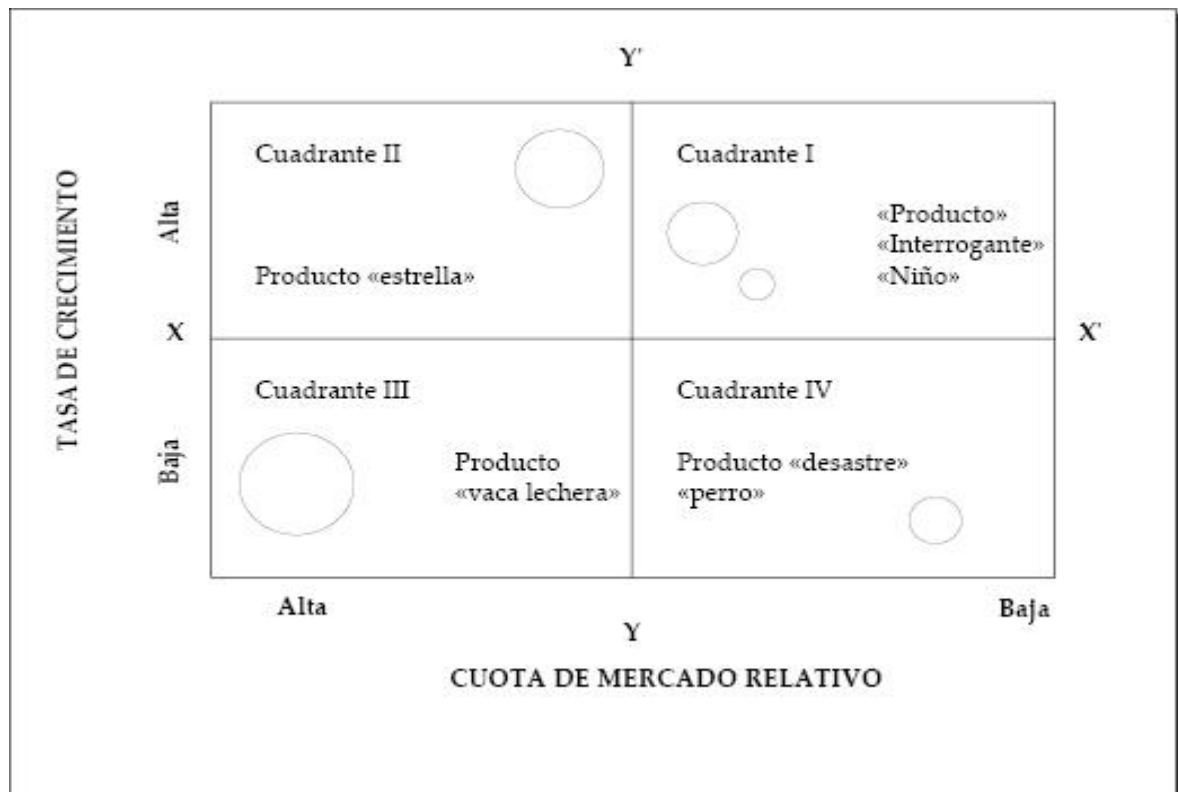 Y'
Cuadrante II
Cuadrante I
«Producto»
«Interrogante»
«Niño»
Producto «estrella»
TASA DE CRECIMIENTO
Alta
X
X'
Cuadrante III
Cuadrante IV
Baja
Producto
«vaca lechera»
Producto «desastre»
«perro»
Alta
Baja
Y
CUOTA DE MERCADO RELATIVO